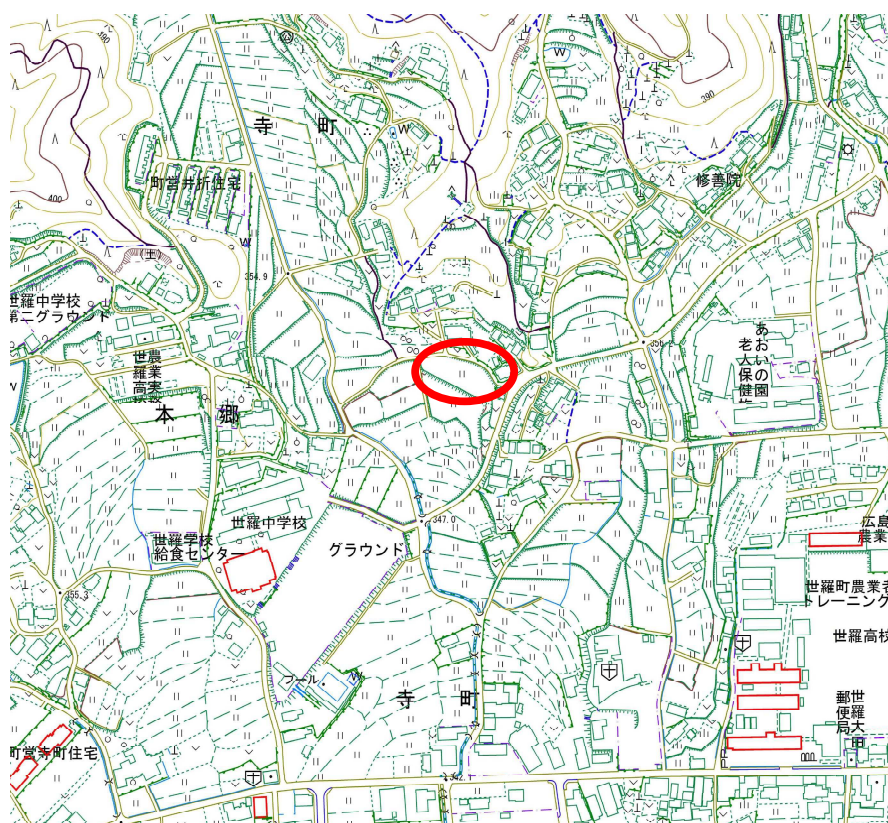 390
390
寺 町
W
修善院
町営井折住宅
400
W
354.9
世羅中学校
第二グラウンド
356.
あおいの園
老人保健施
W
世羅
農業高実
本 郷
347.0
世羅中学校
グラウンド
世羅学校
給食センター
広島
農業
355.3
世羅町農業者
トレーニング
世羅高校
プール
W
寺 町
世羅大田
郵便局
町営寺町住宅
342.